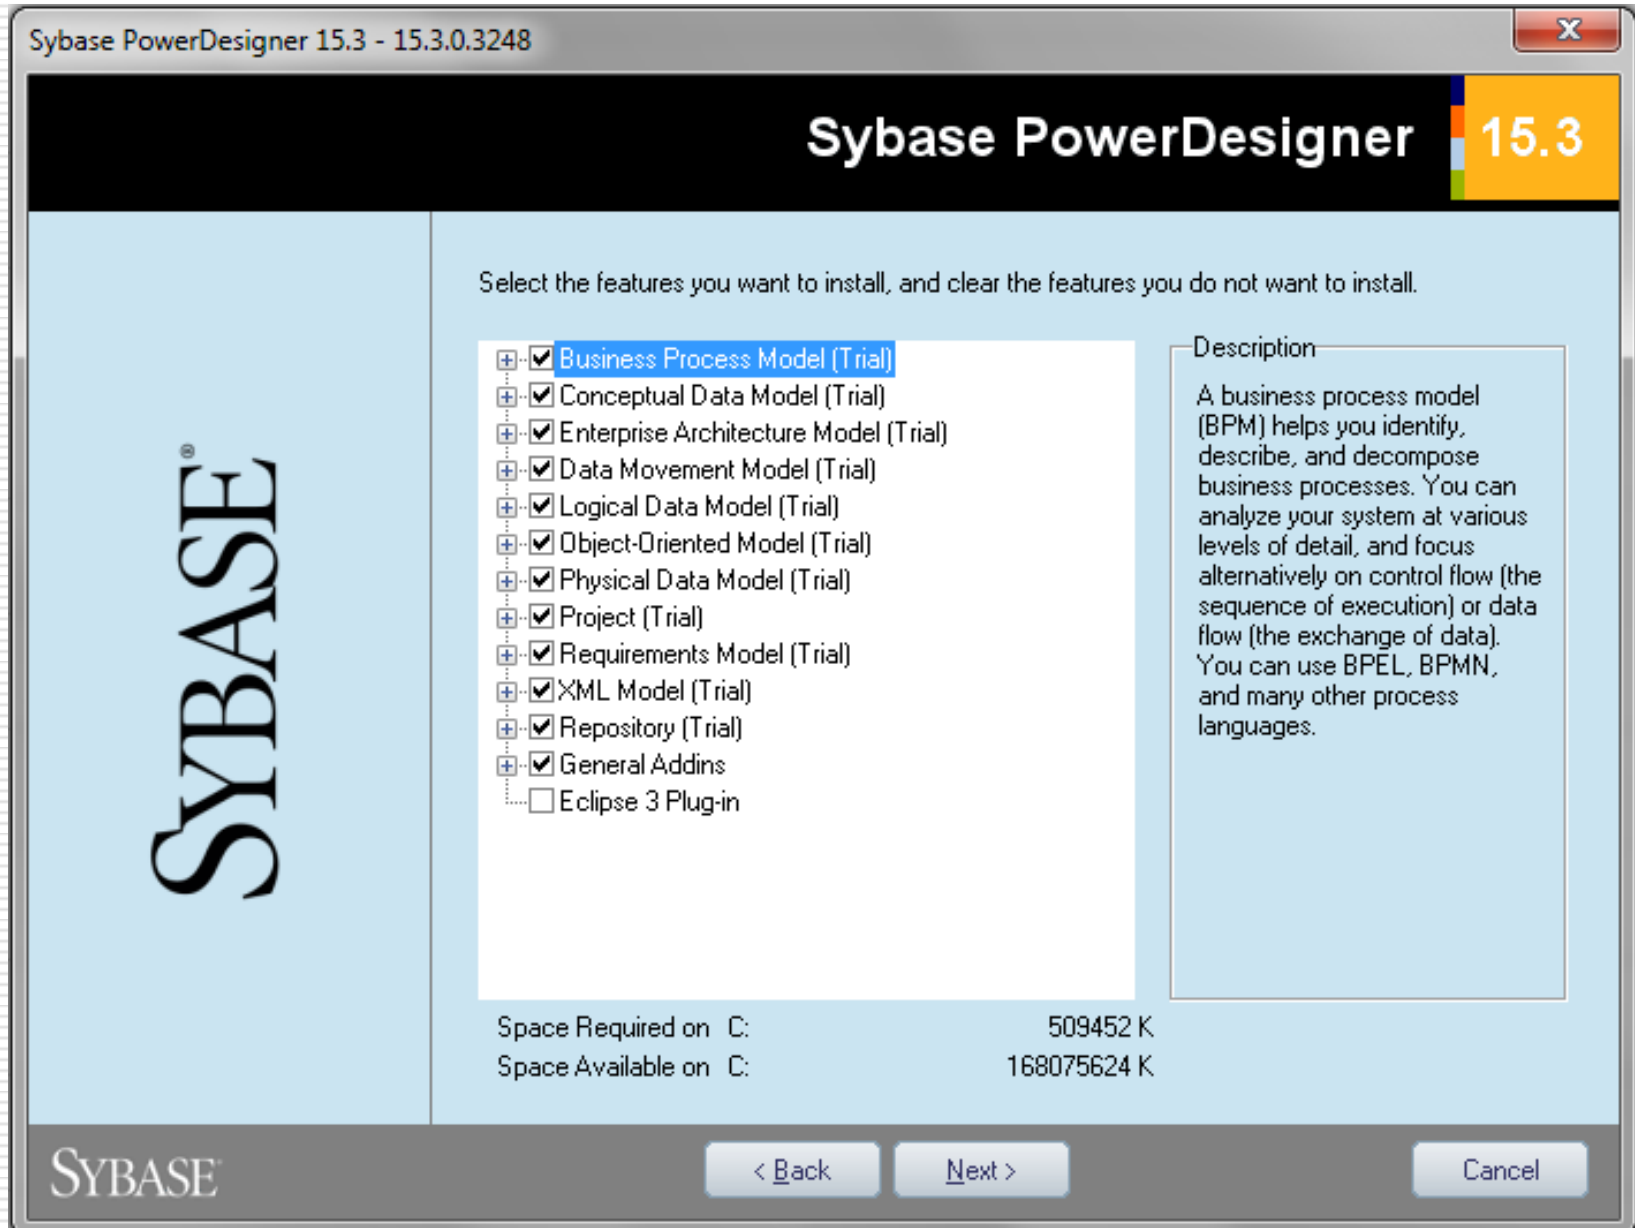 Sybase PowerDesigner 15.3 - 15.3.0.3248
x
Sybase PowerDesigner 15.3
Select the features you want to install, and clear the features you do not want to install.
Business Process Model (Trial)
Conceptual Data Model (Trial)
Enterprise Architecture Model (Trial)
Data Movement Model (Trial)
Logical Data Model (Trial)
Object-Oriented Model (Trial)
Physical Data Model (Trial)
Project (Trial)
Requirements Model (Trial)
XML Model (Trial)
Repository (Trial)
General Addins
Eclipse 3 Plug-in
Description
A business process model
(BPM) helps you identify,
describe, and decompose
business processes. You can
analyze your system at various
levels of detail, and focus
alternatively on control flow (the
sequence of execution) or data
flow (the exchange of data).
You can use BPEL, BPMN,
and many other process
languages.
SYBASE®
Space Required on C: 509452 K
Space Available on C: 168075624 K
SYBASE
< Back
Next >
Cancel